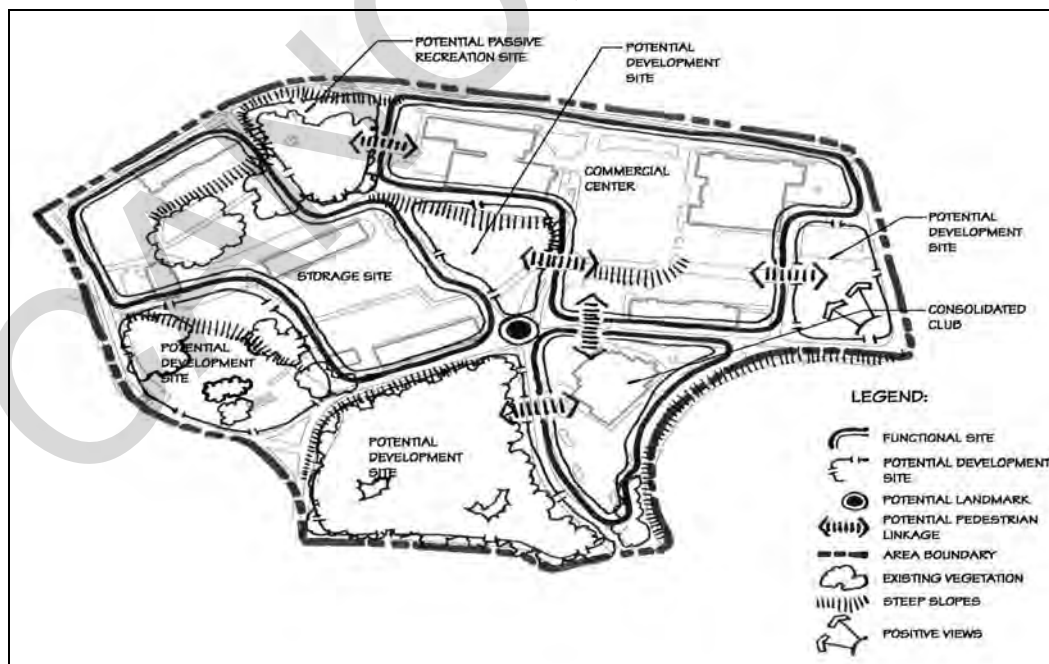 POTENTIAL PASSIVE
RECREATION SITE
POTENTIAL
DEVELOPMENT
SITE
COMMERCIAL
CENTER
POTENTIAL
DEVELOPMENT
SITE
STORAGE SITE
CONSOLIDATED
CLUB
POTENTIAL
DEVELOPMENT
SITE
POTENTIAL
DEVELOPMENT
SITE
LEGEND:
FUNCTIONAL SITE
POTENTIAL DEVELOPMENT
SITE
POTENTIAL LANDMARK
POTENTIAL PEDESTRIAN
LINKAGE
AREA BOUNDARY
EXISTING VEGETATION
STEEP SLOPES
POSITIVE VIEWS